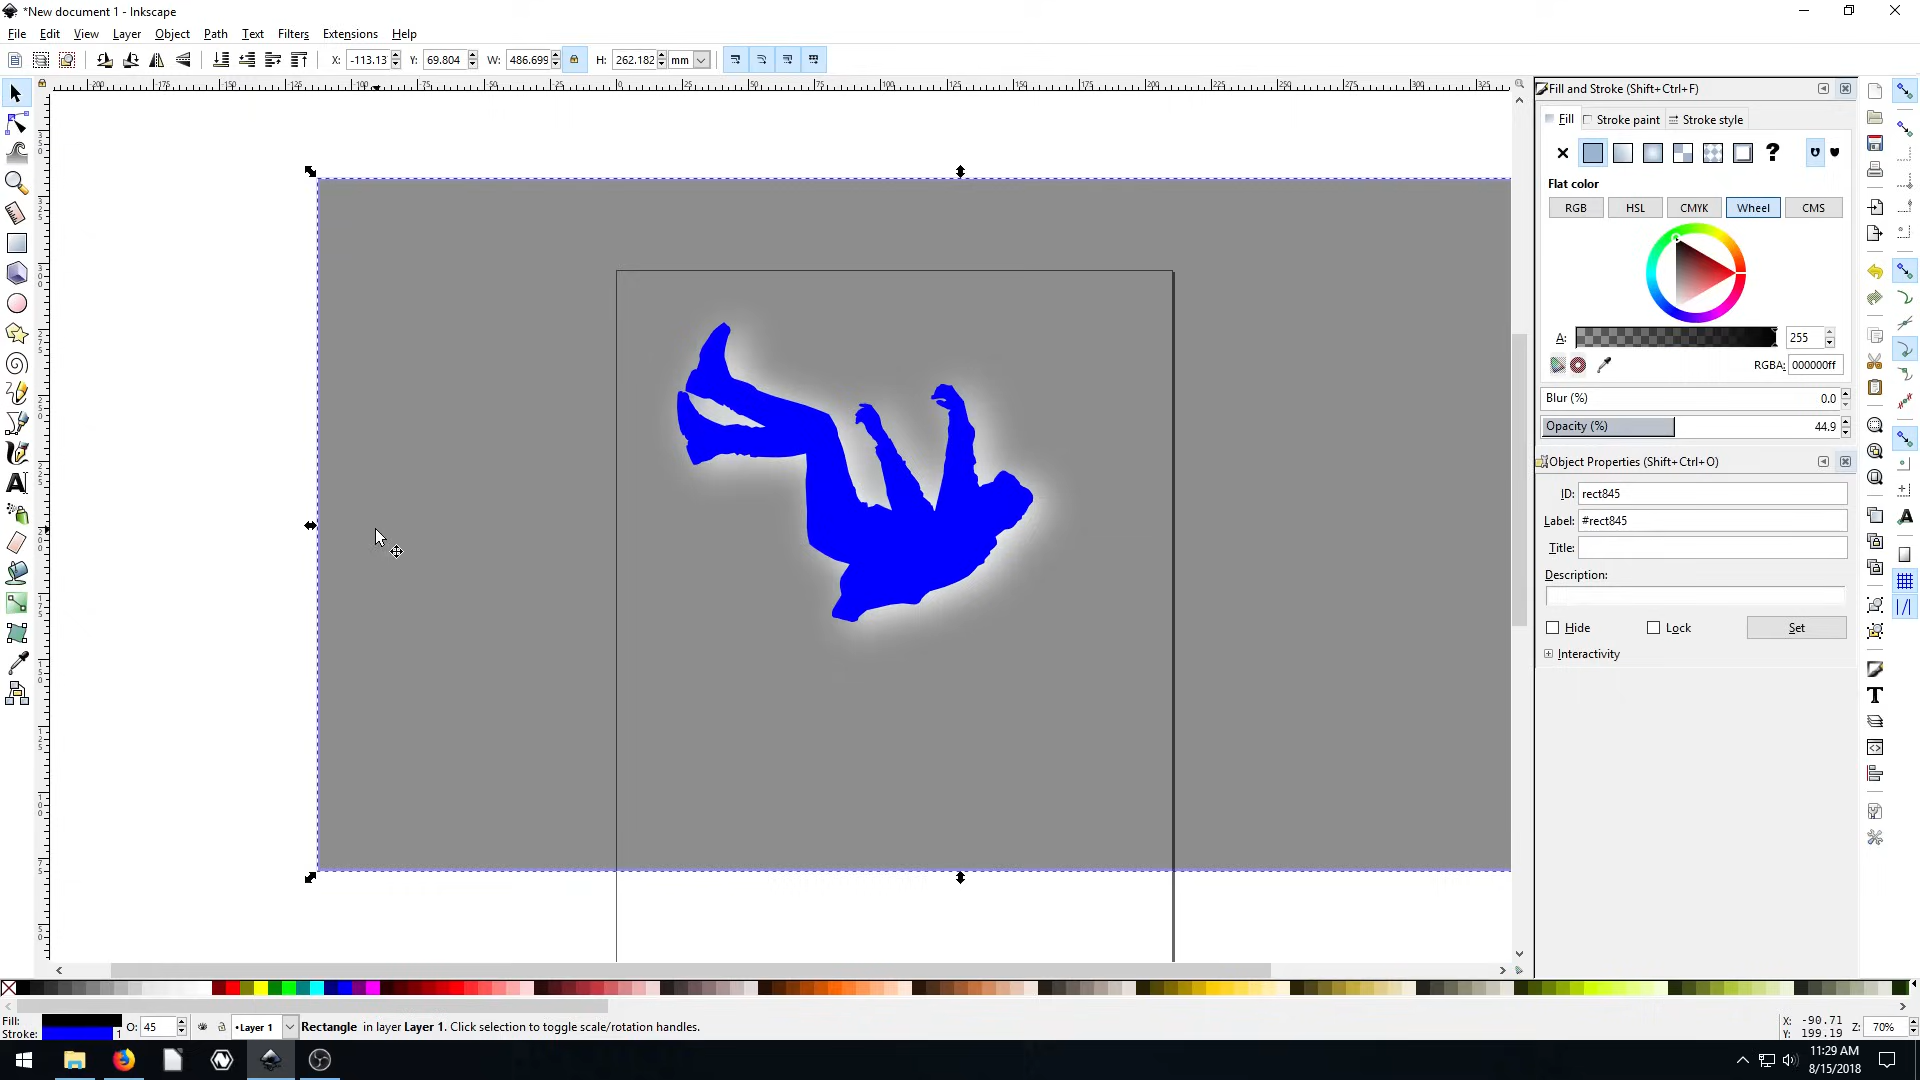 *New document 1 - Inkscape
File Edit View Layer Object Path Text Filters Extensions Help
X: -113.13 Y: 69.804 W: 486.699 H: 262.182 mm
Fill and Stroke (Shift+Ctrl+F)
Fill Stroke paint Stroke style
Flat color
RGB HSL CMYK Wheel CMS
A: 255
RGBA: 000000ff
Blur (%) 0.0
Opacity (%) 44.9
Object Properties (Shift+Ctrl+O)
ID: rect845
Label: #rect845
Title:
Description:
Hide Lock Set
Interactivity
Fill:
Stroke: 1 O: 45 •Layer 1 Rectangle in layer Layer 1. Click selection to toggle scale/rotation handles.
X: -90.71
Y: 199.19 Z: 70%
11:29 AM
8/15/2018